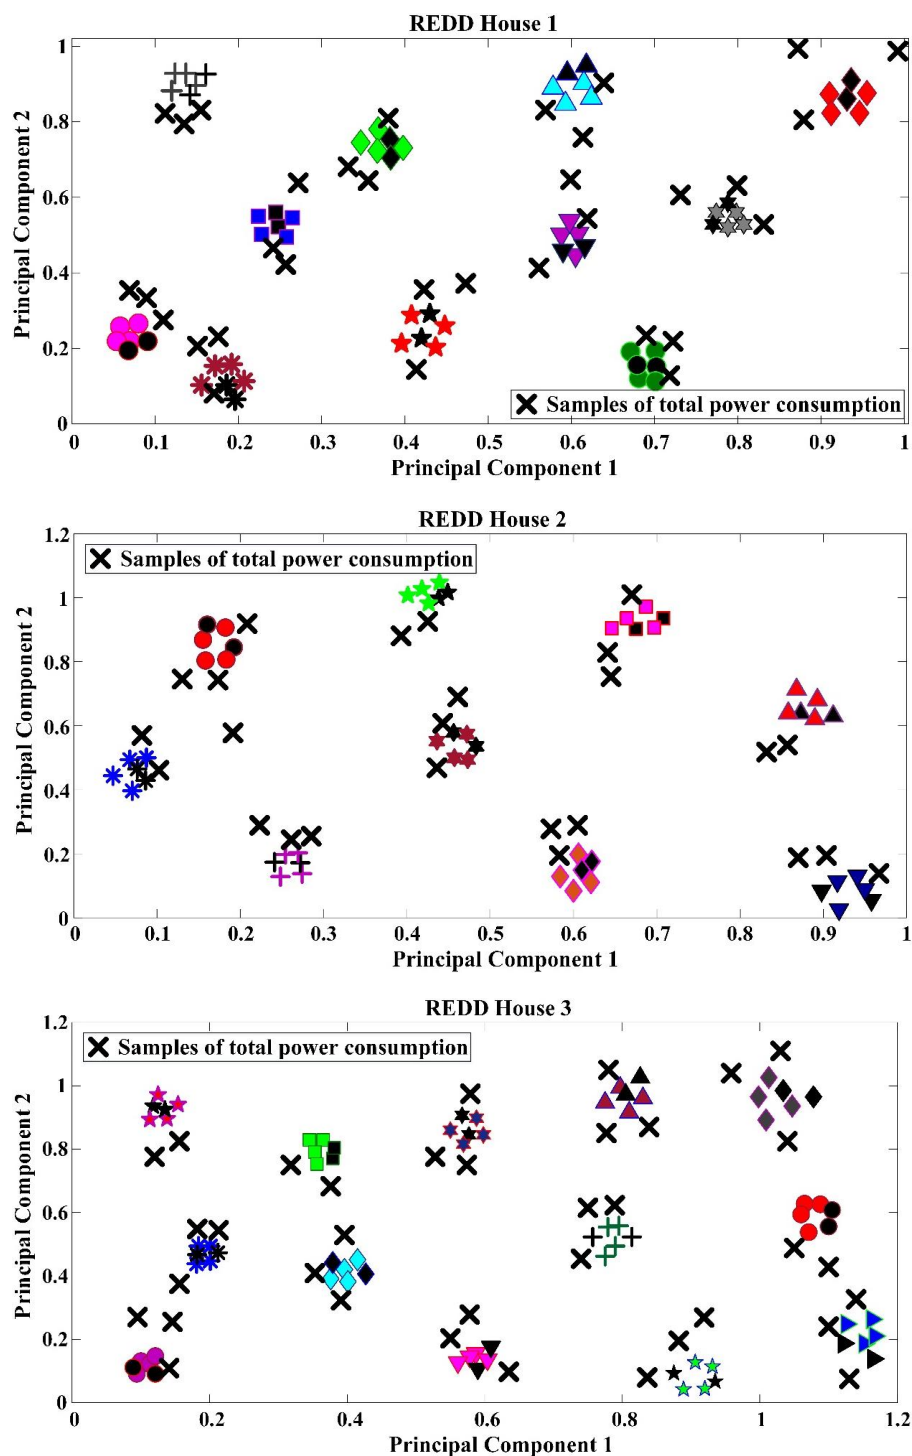 REDD House 1
1
0.8
0.6
0.4
0.2
0
Principal Component 2
Samples of total power consumption
0 0.1 0.2 0.3 0.4 0.5 0.6 0.7 0.8 0.9 1
Principal Component 1
REDD House 2
1.2
1
0.8
0.6
0.4
0.2
0
Principal Component 2
Samples of total power consumption
0 0.1 0.2 0.3 0.4 0.5 0.6 0.7 0.8 0.9 1
Principal Component 1
REDD House 3
1.2
1
0.8
0.6
0.4
0.2
0
Principal Component 2
Samples of total power consumption
0 0.2 0.4 0.6 0.8 1 1.2
Principal Component 1